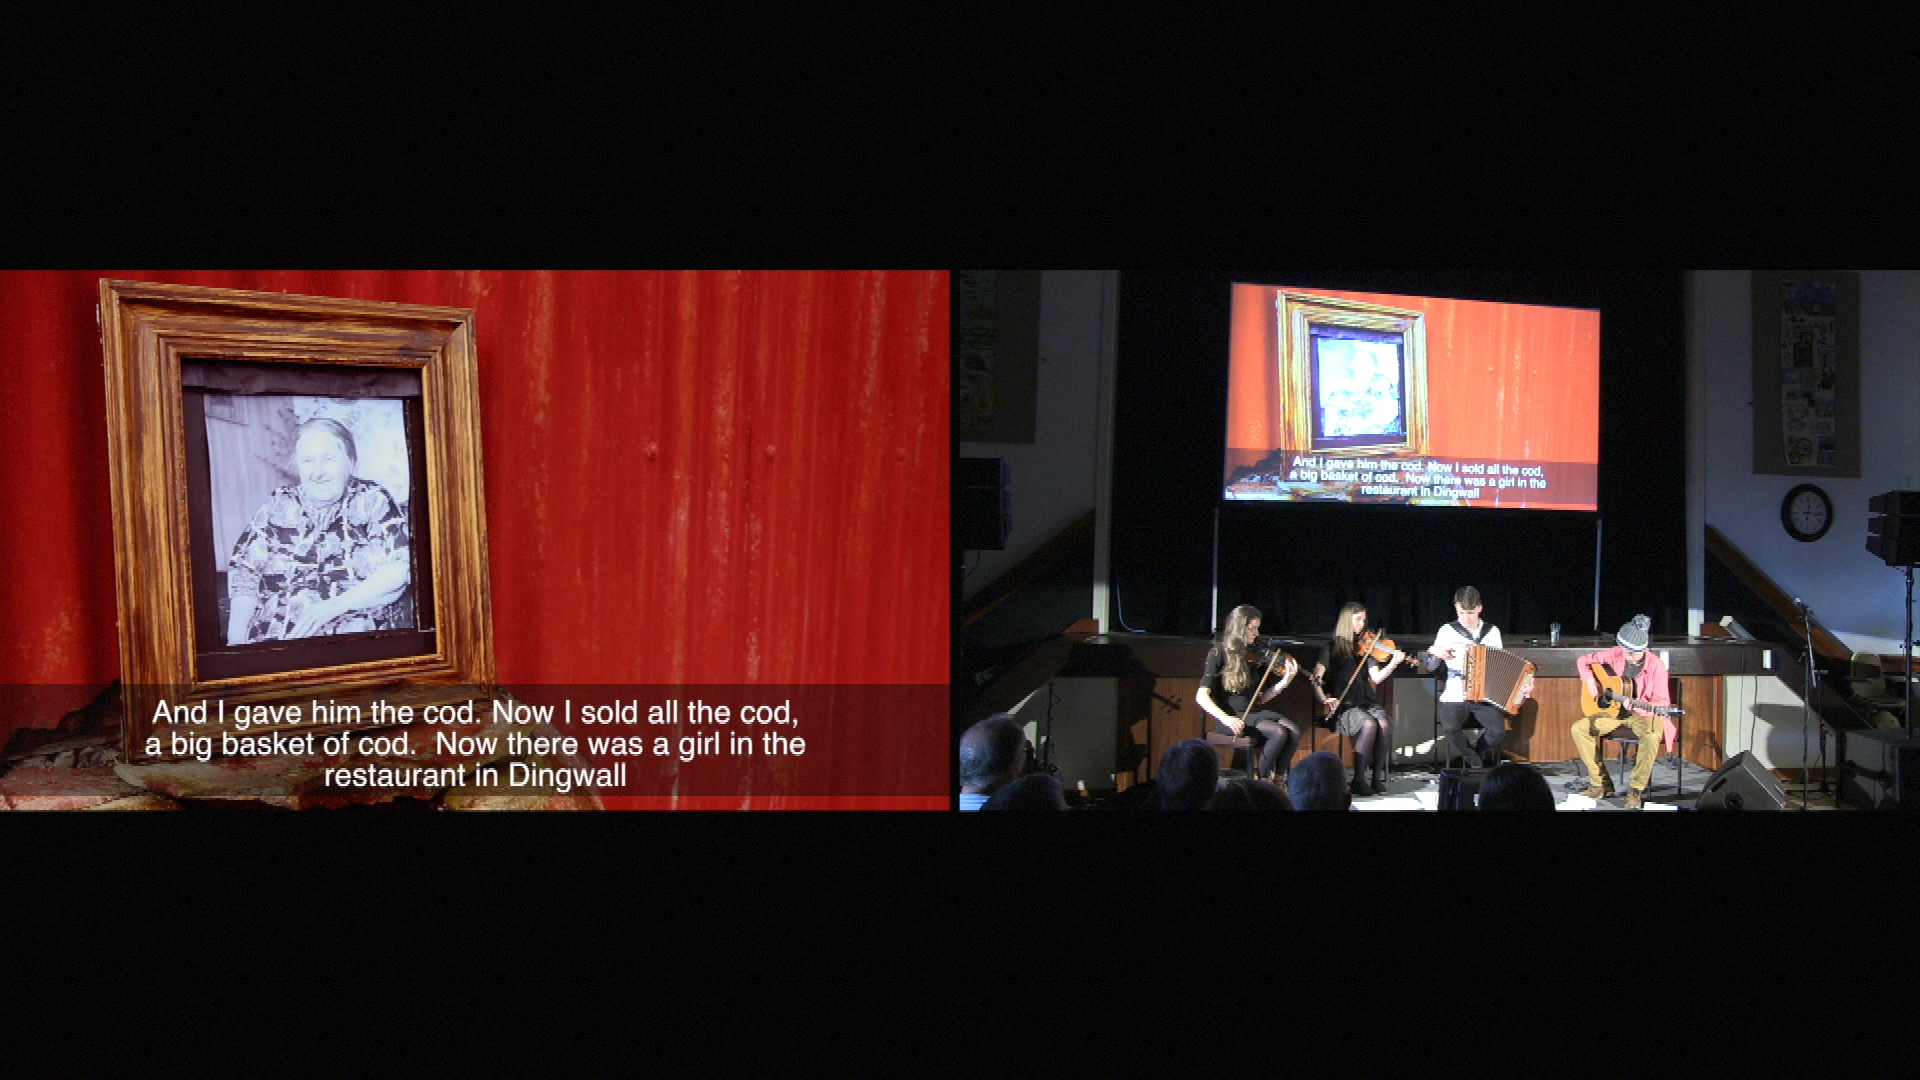 And I gave him the cod. Now I sold all the cod,
a big basket of cod.  Now there was a girl in the
restaurant in Dingwall
And I gave him the cod. Now I sold all the cod,
a big basket of cod.  Now there was a girl in the
restaurant in Dingwall